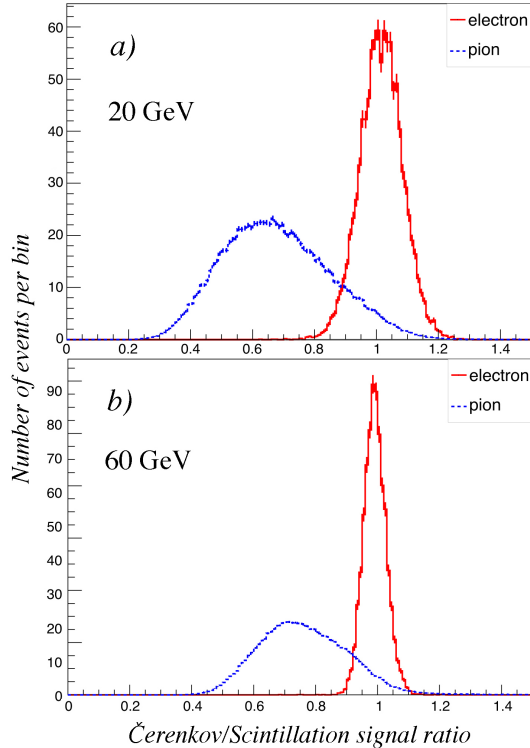 Number of events per bin
60
50
40
30
20
10
0
a)
20 GeV
electron
pion
0 0.2 0.4 0.6 0.8 1 1.2 1.4
90
80
70
60
50
40
30
20
10
0
b)
60 GeV
electron
pion
0 0.2 0.4 0.6 0.8 1 1.2 1.4
Čerenkov/Scintillation signal ratio